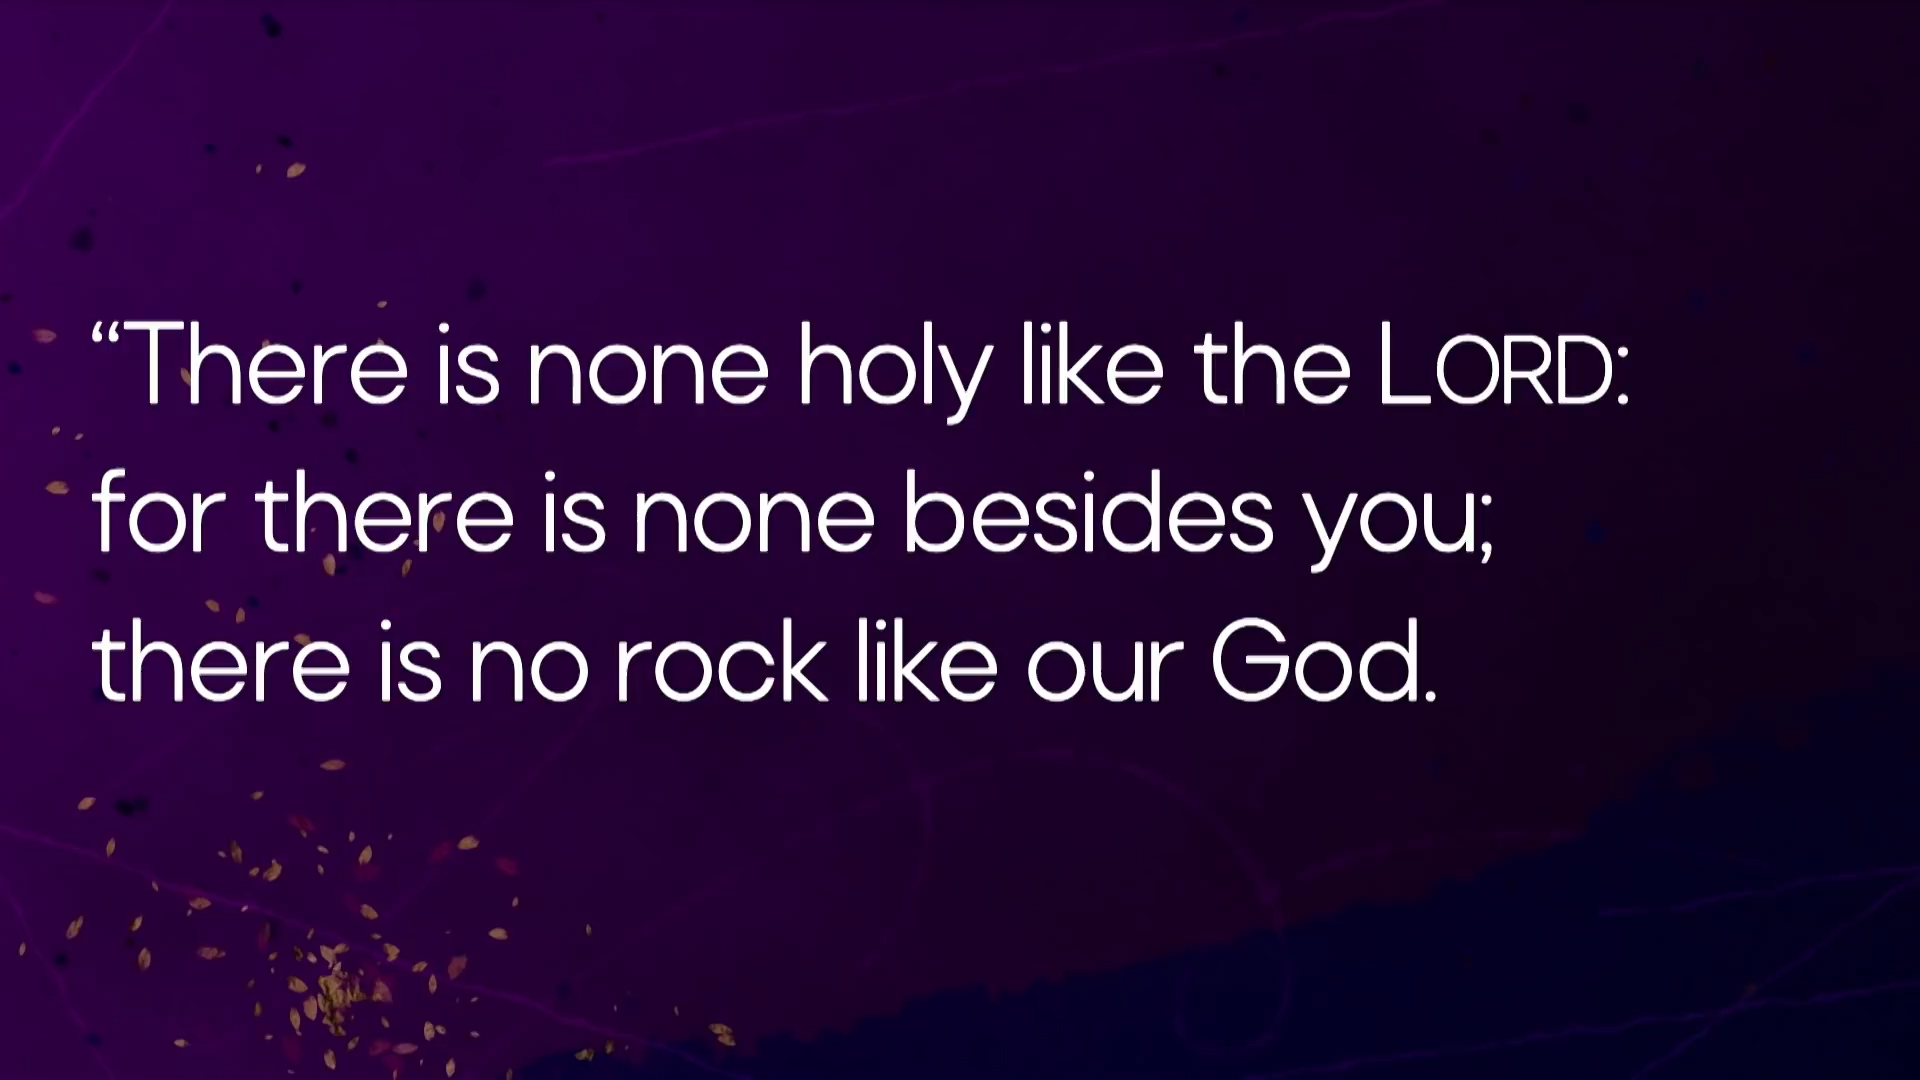 “There is none holy like the LORD:
for there is none besides you;
there is no rock like our God.